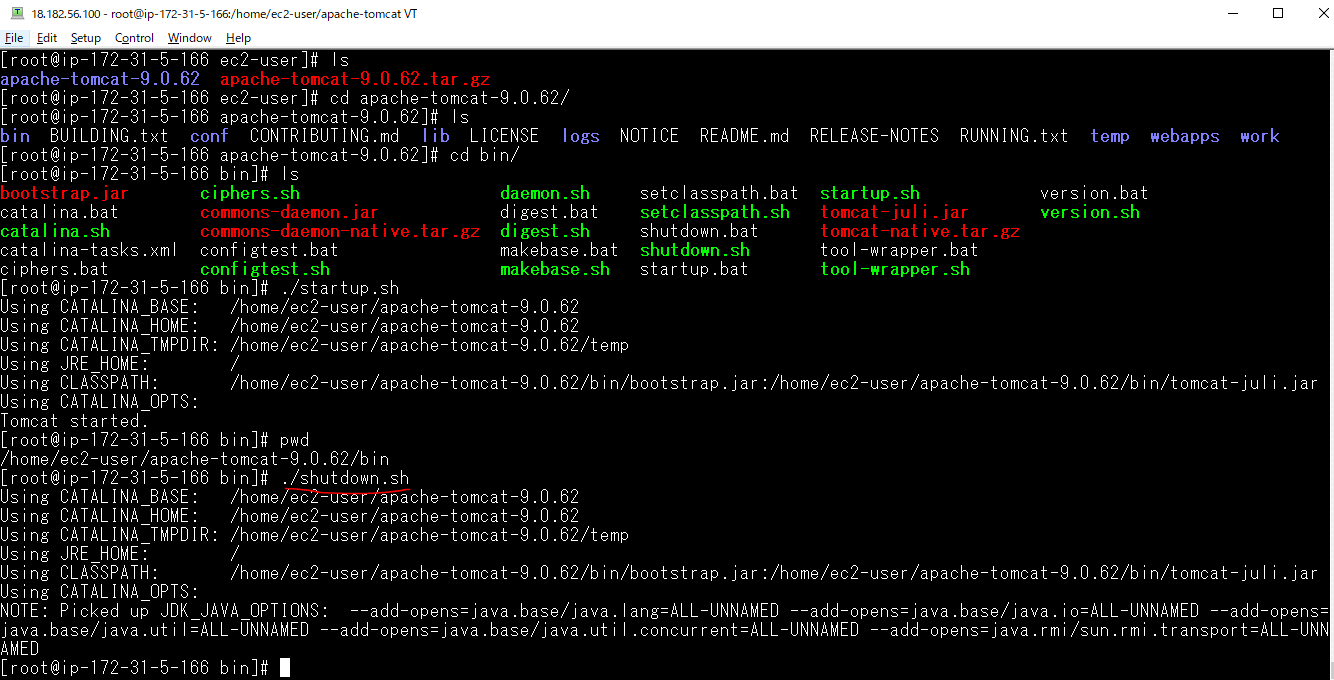 18.182.56.100 - root@ip-172-31-5-166:/home/ec2-user/apache-tomcat VT
File Edit Setup Control Window Help
[root@ip-172-31-5-166 ec2-user]# ls
apache-tomcat-9.0.62  apache-tomcat-9.0.62.tar.gz
[root@ip-172-31-5-166 ec2-user]# cd apache-tomcat-9.0.62/
[root@ip-172-31-5-166 apache-tomcat-9.0.62]# ls
bin  BUILDING.txt  conf  CONTRIBUTING.md  lib  LICENSE  logs  NOTICE  README.md  RELEASE-NOTES  RUNNING.txt  temp  webapps  work
[root@ip-172-31-5-166 apache-tomcat-9.0.62]# cd bin/
[root@ip-172-31-5-166 bin]# ls
bootstrap.jar       ciphers.sh                    daemon.sh     setclasspath.bat  startup.sh            version.bat
catalina.bat        commons-daemon.jar            digest.bat    setclasspath.sh   tomcat-juli.jar       version.sh
catalina.sh         commons-daemon-native.tar.gz  digest.sh     shutdown.bat      tomcat-native.tar.gz
catalina-tasks.xml  configtest.bat                makebase.bat  shutdown.sh       tool-wrapper.bat
ciphers.bat         configtest.sh                 makebase.sh   startup.bat       tool-wrapper.sh
[root@ip-172-31-5-166 bin]# ./startup.sh
Using CATALINA_BASE:   /home/ec2-user/apache-tomcat-9.0.62
Using CATALINA_HOME:   /home/ec2-user/apache-tomcat-9.0.62
Using CATALINA_TMPDIR: /home/ec2-user/apache-tomcat-9.0.62/temp
Using JRE_HOME:        /
Using CLASSPATH:       /home/ec2-user/apache-tomcat-9.0.62/bin/bootstrap.jar:/home/ec2-user/apache-tomcat-9.0.62/bin/tomcat-juli.jar
Using CATALINA_OPTS:
Tomcat started.
[root@ip-172-31-5-166 bin]# pwd
/home/ec2-user/apache-tomcat-9.0.62/bin
[root@ip-172-31-5-166 bin]# ./shutdown.sh
Using CATALINA_BASE:   /home/ec2-user/apache-tomcat-9.0.62
Using CATALINA_HOME:   /home/ec2-user/apache-tomcat-9.0.62
Using CATALINA_TMPDIR: /home/ec2-user/apache-tomcat-9.0.62/temp
Using JRE_HOME:        /
Using CLASSPATH:       /home/ec2-user/apache-tomcat-9.0.62/bin/bootstrap.jar:/home/ec2-user/apache-tomcat-9.0.62/bin/tomcat-juli.jar
Using CATALINA_OPTS:
NOTE: Picked up JDK_JAVA_OPTIONS:  --add-opens=java.base/java.lang=ALL-UNNAMED --add-opens=java.base/java.io=ALL-UNNAMED --add-opens=
java.base/java.util=ALL-UNNAMED --add-opens=java.base/java.util.concurrent=ALL-UNNAMED --add-opens=java.rmi/sun.rmi.transport=ALL-UNN
AMED
[root@ip-172-31-5-166 bin]#